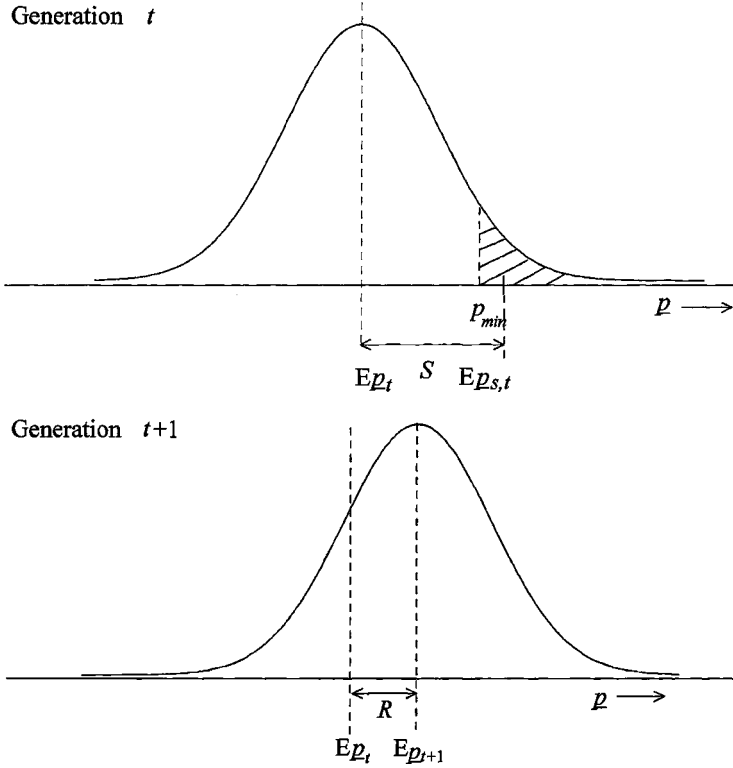 Generation t
p_min
p
S
Ep_t Ep_s,t
Generation t+1
p
R
Ep_t Ep_t+1